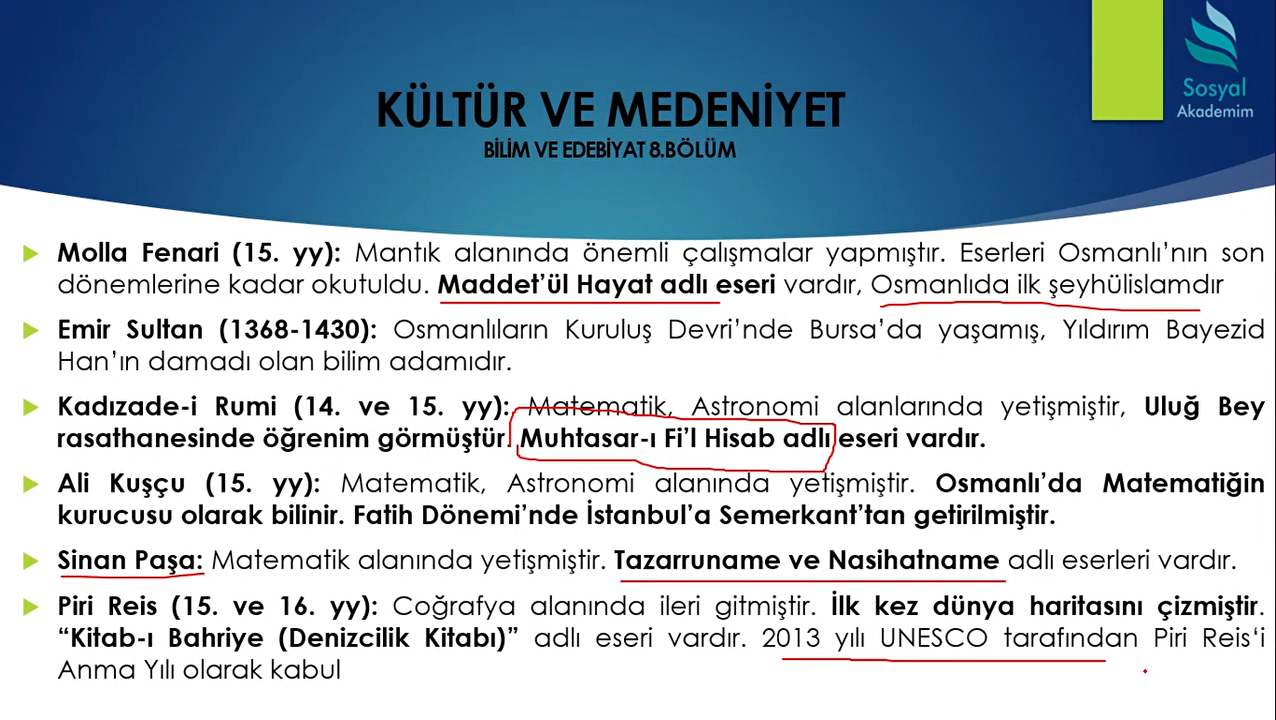 Sosyal
Akademim
KÜLTÜR VE MEDENİYET
BİLİM VE EDEBİYAT 8.BÖLÜM
Molla Fenari (15. yy): Mantık alanında önemli çalışmalar yapmıştır. Eserleri Osmanlı’nın son
dönemlerine kadar okutuldu. Maddet’ül Hayat adlı eseri vardır, Osmanlıda ilk şeyhülislamdır
Emir Sultan (1368-1430): Osmanlıların Kuruluş Devri’nde Bursa’da yaşamış, Yıldırım Bayezid
Han’ın damadı olan bilim adamıdır.
Kadızade-i Rumi (14. ve 15. yy): Matematik, Astronomi alanlarında yetişmiştir, Uluğ Bey
rasathanesinde öğrenim görmüştür. Muhtasar-ı Fi’l Hisab adlı eseri vardır.
Ali Kuşçu (15. yy): Matematik, Astronomi alanında yetişmiştir. Osmanlı’da Matematiğin
kurucusu olarak bilinir. Fatih Dönemi’nde İstanbul’a Semerkant’tan getirilmiştir.
Sinan Paşa: Matematik alanında yetişmiştir. Tazarruname ve Nasihatname adlı eserleri vardır.
Piri Reis (15. ve 16. yy): Coğrafya alanında ileri gitmiştir. İlk kez dünya haritasını çizmiştir.
“Kitab-ı Bahriye (Denizcilik Kitabı)” adlı eseri vardır. 2013 yılı UNESCO tarafından Piri Reis‘i
Anma Yılı olarak kabul